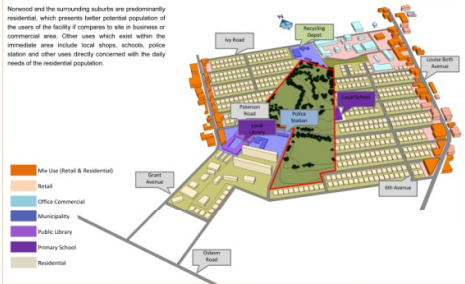 Norwood and the surrounding suburbs are predominantly
residential, which presents better potential population of
the users of the facility if compares to site in business or
commercial area. Other uses which exist within the
immediate area include local shops, schools, police
station and other uses directly concerned with the daily
needs of the residential population.
Recycling
Depot
Ivy Road
Louise Both
Avenue
Local School
Paterson
Road
Police
Station
Local
Library
Grant
Avenue
6th Avenue
Osborn
Road
Mix Use (Retail & Residential)
Retail
Office Commercial
Municipality
Public Library
Primary School
Residential